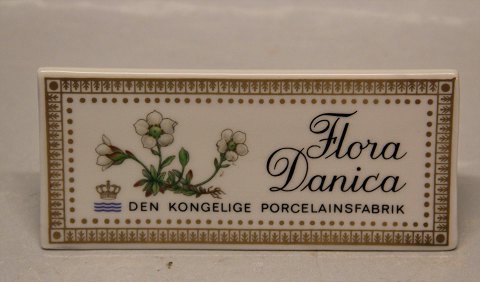 Flora
Danica
DEN KONGELIGE PORCELAINSFABRIK